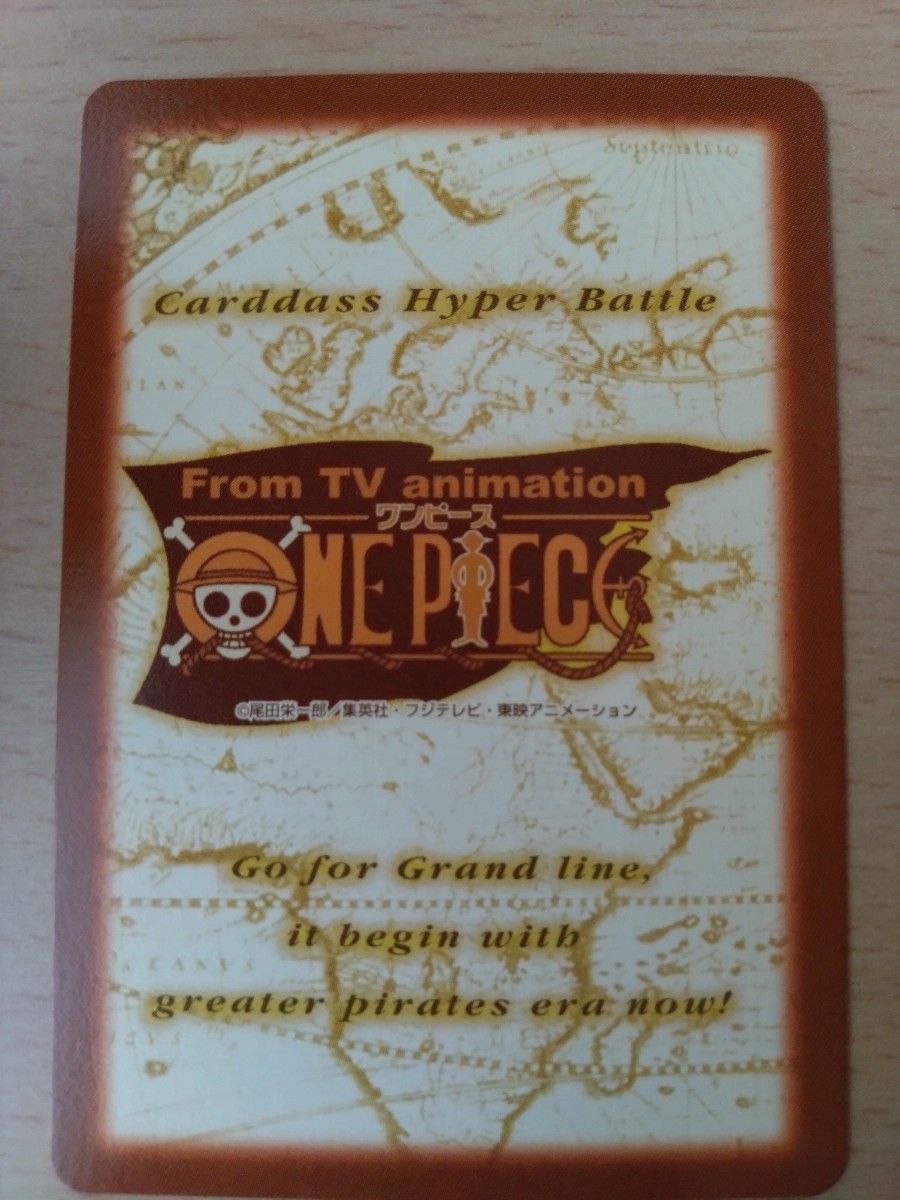 Septentrio
Carddass Hyper Battle
TLAN
From TV animation
ワンピース
ONE PIECE
©尾田栄一郎/集英社・フジテレビ・東映アニメーション
Go for Grand line,
it begin with
CEANVS
greater pirates era now!